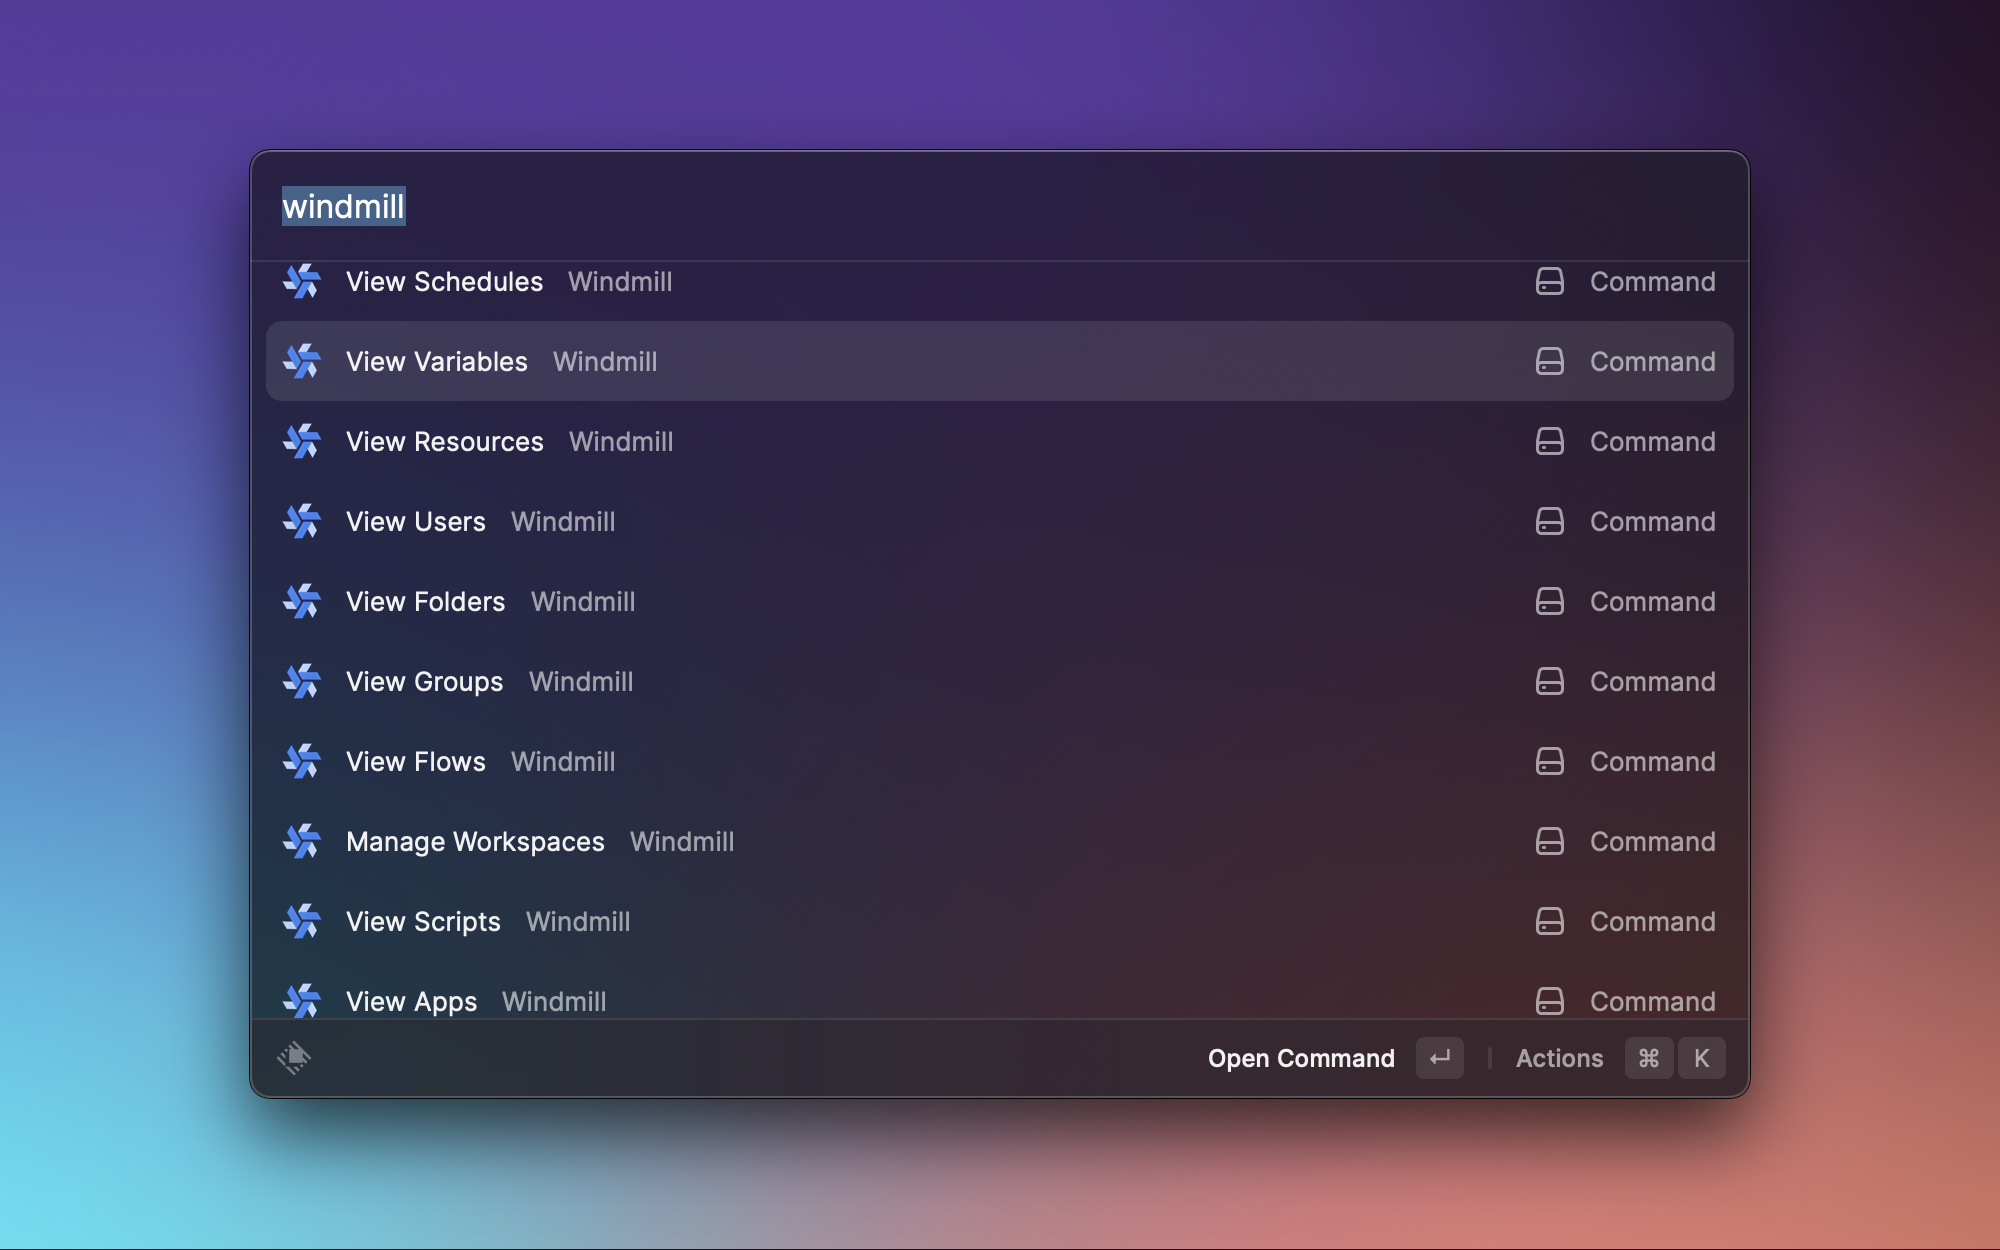 windmill
View Schedules Windmill Command
View Variables Windmill Command
View Resources Windmill Command
View Users Windmill Command
View Folders Windmill Command
View Groups Windmill Command
View Flows Windmill Command
Manage Workspaces Windmill Command
View Scripts Windmill Command
View Apps Windmill Command
Open Command ↵ Actions ⌘ K